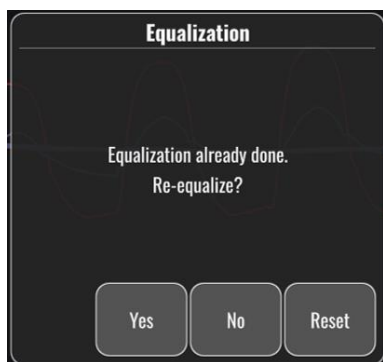 Equalization
Equalization already done.
Re-equalize?
Yes
No
Reset